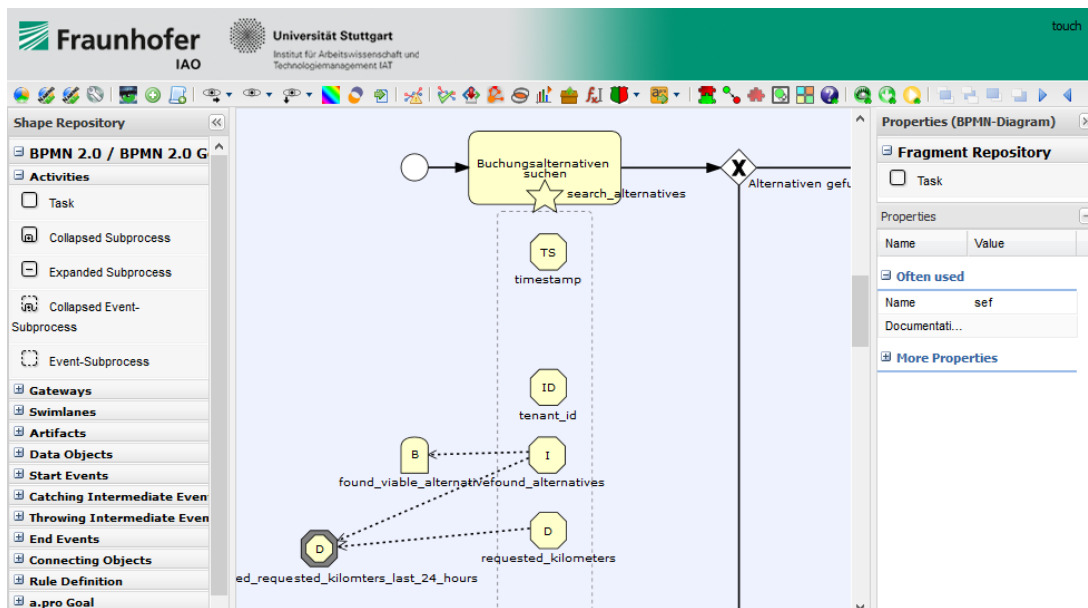 Fraunhofer
IAO
Universität Stuttgart
Institut für Arbeitswissenschaft und
Technologiemanagement IAT
touch
Shape Repository
BPMN 2.0 / BPMN 2.0 G
Activities
Task
Collapsed Subprocess
Expanded Subprocess
Collapsed Event-
Subprocess
Event-Subprocess
Gateways
Swimlanes
Artifacts
Data Objects
Start Events
Catching Intermediate Even
Throwing Intermediate Even
End Events
Connecting Objects
Rule Definition
a.pro Goal
Buchungsalternativen
suchen
search_alternatives
X
Alternativen gefu
TS
timestamp
ID
tenant_id
B
I
found_viable_alternative
found_alternatives
D
requested_kilometers
D
ed_requested_kilomters_last_24_hours
Properties (BPMN-Diagram)
Fragment Repository
Task
Properties
Name Value
Often used
Name sef
Documentati...
More Properties